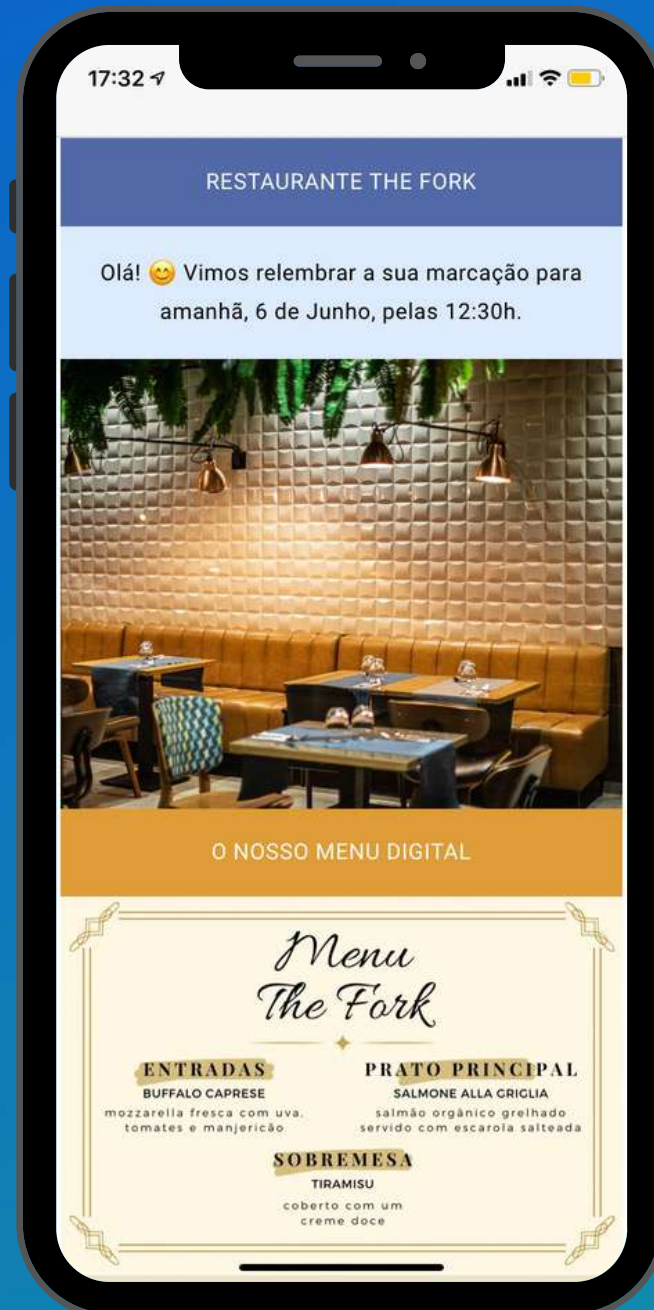 17:32
RESTAURANTE THE FORK
Olá! 😊 Vimos relembrar a sua marcação para
amanhã, 6 de Junho, pelas 12:30h.
O NOSSO MENU DIGITAL
Menu
The Fork
ENTRADAS
BUFFALO CAPRESE
mozzarella fresca com uva,
tomates e manjericão
PRATO PRINCIPAL
SALMONE ALLA GRIGLIA
salmão orgânico grelhado
servido com escarola salteada
SOBREMESA
TIRAMISU
coberto com um
creme doce